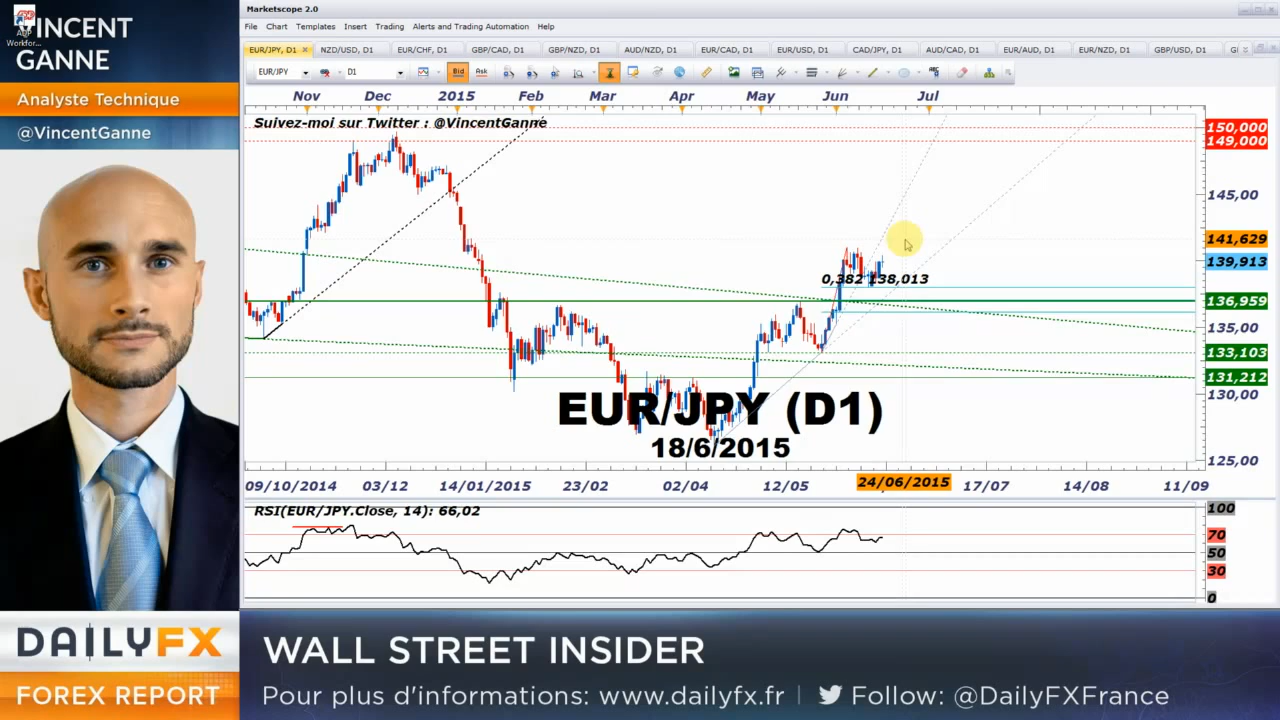 VINCENT
GANNE
Analyste Technique
@VincentGanne
Marketscope 2.0
File Chart Templates Insert Trading Alerts and Trading Automation Help
EUR/JPY, D1 NZD/USD, D1 EUR/CHF, D1 GBP/CAD, D1 GBP/NZD, D1 AUD/NZD, D1 EUR/CAD, D1 EUR/USD, D1 CAD/JPY, D1 AUD/CAD, D1 EUR/AUD, D1 EUR/NZD, D1 GBP/USD, D1
EUR/JPY D1 Bid Ask ABC
Nov Dec 2015 Feb Mar Apr May Jun Jul
Suivez-moi sur Twitter : @VincentGanne
150,000
149,000
145,00
141,629
139,913
0,382 138,013
136,959
135,00
133,103
131,212
130,00
125,00
EUR/JPY (D1)
18/6/2015
09/10/2014 03/12 14/01/2015 23/02 02/04 12/05 24/06/2015 17/07 14/08 11/09
RSI(EUR/JPY.Close, 14): 66,02
100
70
50
30
0
DAILYFX
FOREX REPORT
WALL STREET INSIDER
Pour plus d'informations: www.dailyfx.fr | Follow: @DailyFXFrance